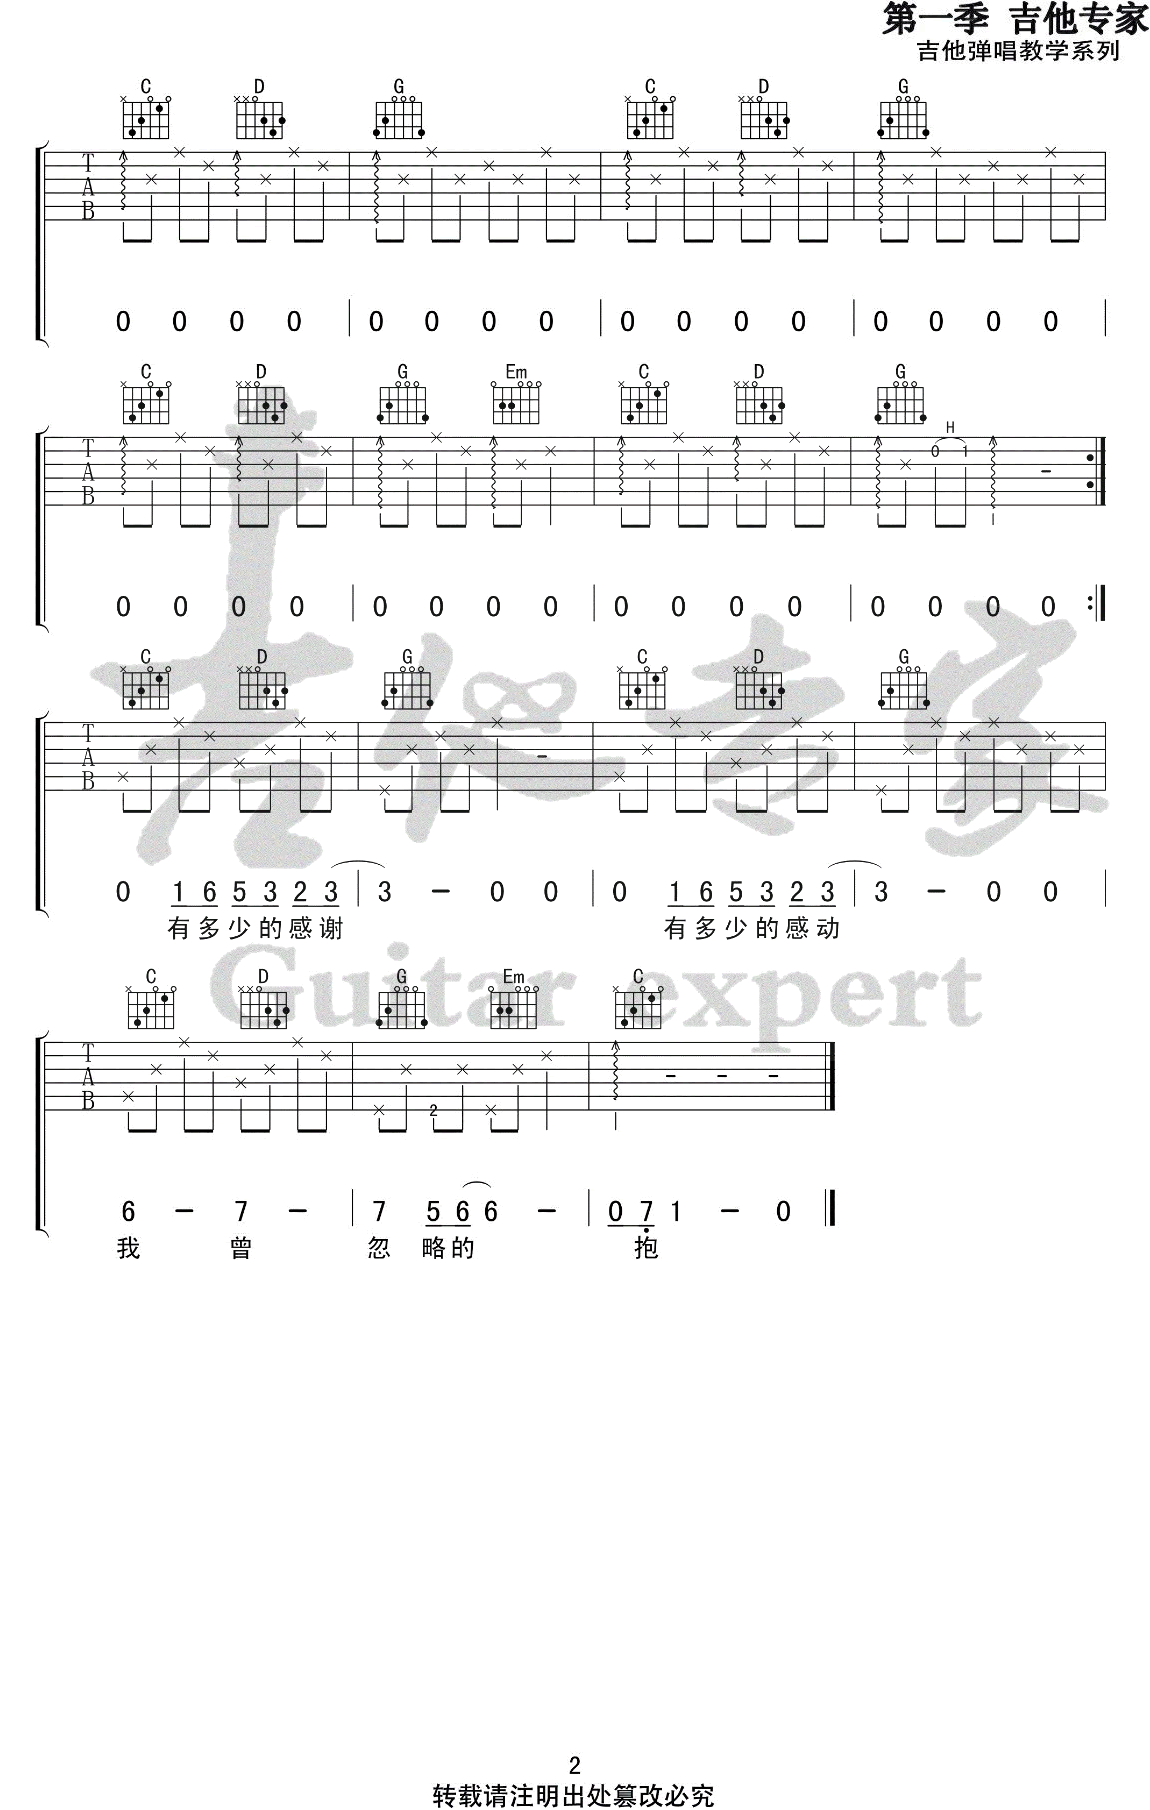 第一季 吉他专家
吉他弹唱教学系列
C D G C D G
T
A
B
0 0 0 0 0 0 0 0 0 0 0 0 0 0 0 0
C D G Em C D G
H
T
A
B
0 1 -
0 0 0 0 0 0 0 0 0 0 0 0 0 0 0 0
C D G C D G
T
A
B
-
0 1 6 5 3 2 3 3 - 0 0 0 1 6 5 3 2 3 3 - 0 0
有多少的感谢 有多少的感动
Guitar expert
吉他专家
C D G Em C
T
A
B
2 - - -
6 - 7 - 7 5 6 6 - 0 7 1 - 0
我 曾 忽 略的 抱
2
转载请注明出处篡改必究